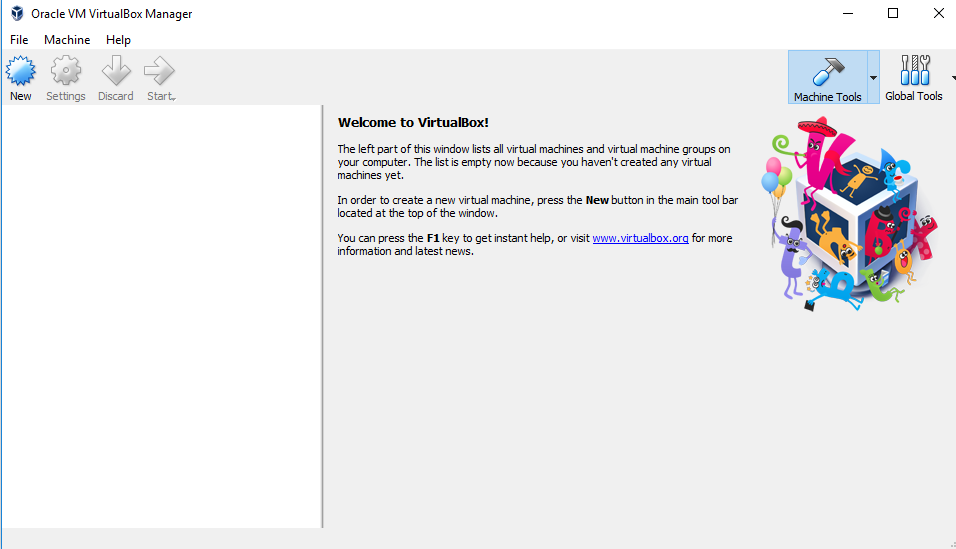 Oracle VM VirtualBox Manager
File Machine Help
New Settings Discard Start
Machine Tools Global Tools
Welcome to VirtualBox!
The left part of this window lists all virtual machines and virtual machine groups on
your computer. The list is empty now because you haven't created any virtual
machines yet.
In order to create a new virtual machine, press the New button in the main tool bar
located at the top of the window.
You can press the F1 key to get instant help, or visit www.virtualbox.org for more
information and latest news.